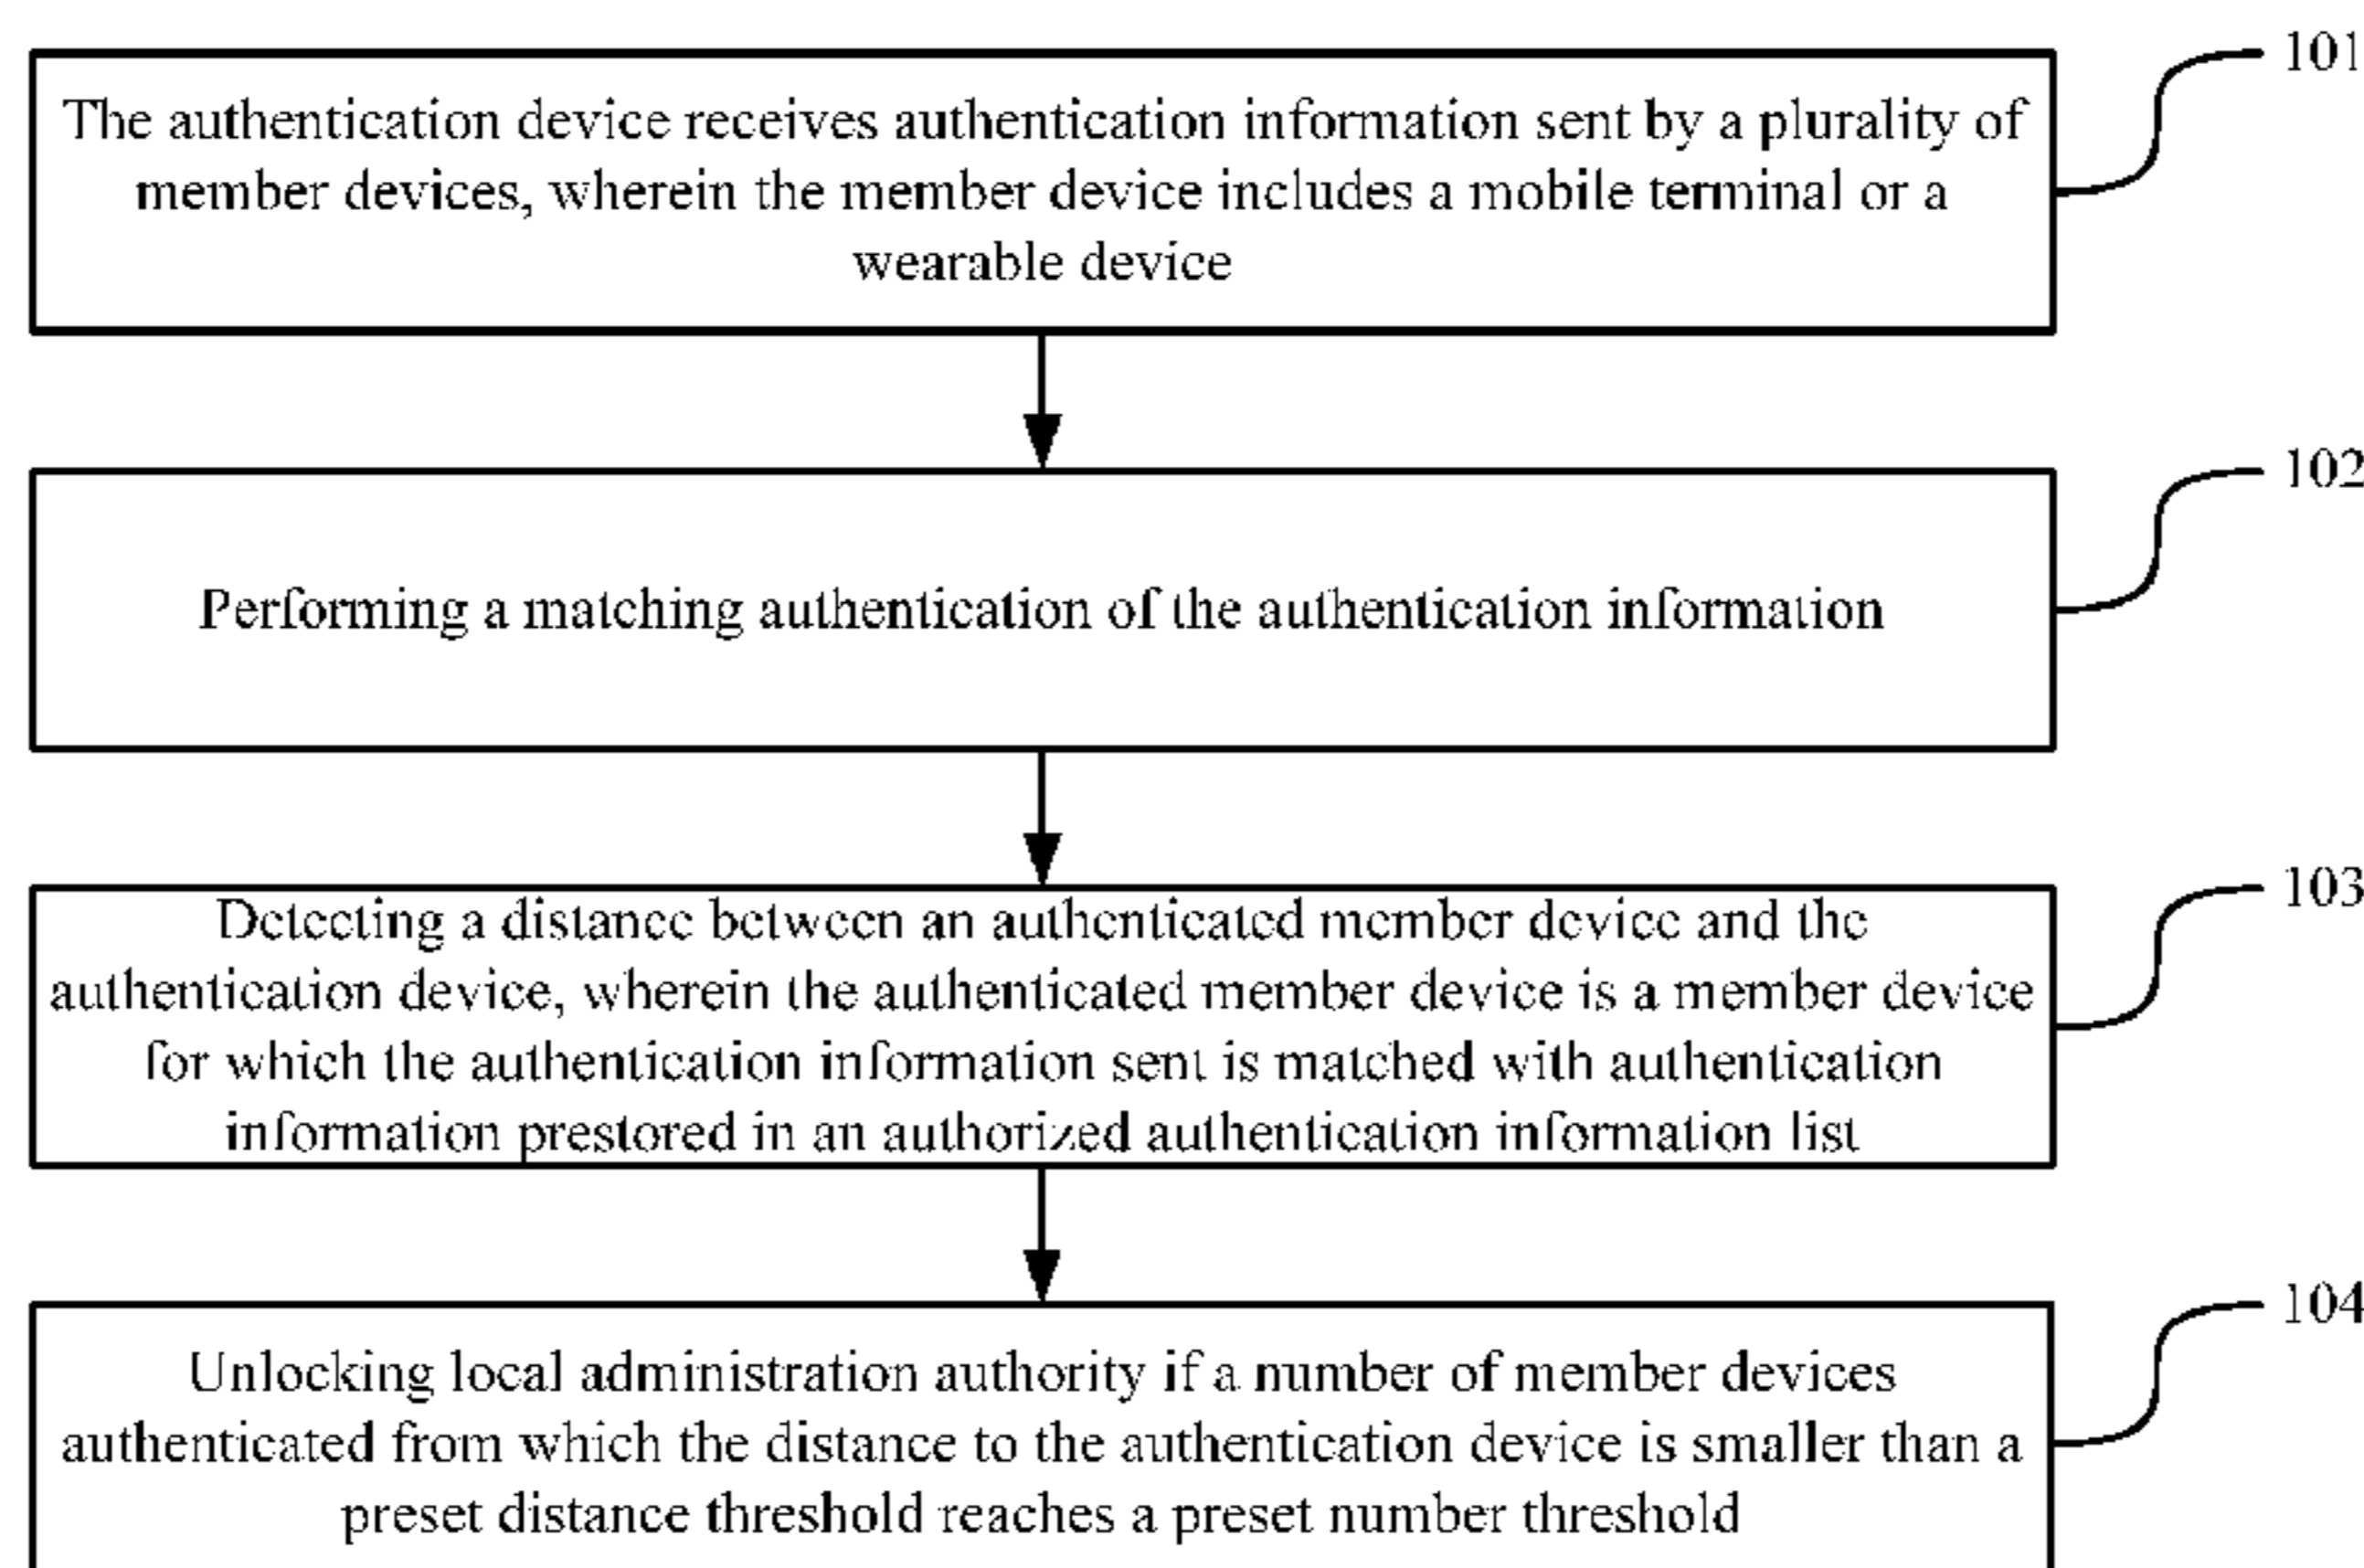 101
The authentication device receives authentication information sent by a plurality of
member devices, wherein the member device includes a mobile terminal or a
wearable device
102
Performing a matching authentication of the authentication information
103
Detecting a distance between an authenticated member device and the
authentication device, wherein the authenticated member device is a member device
for which the authentication information sent is matched with authentication
information prestored in an authorized authentication information list
104
Unlocking local administration authority if a number of member devices
authenticated from which the distance to the authentication device is smaller than a
preset distance threshold reaches a preset number threshold